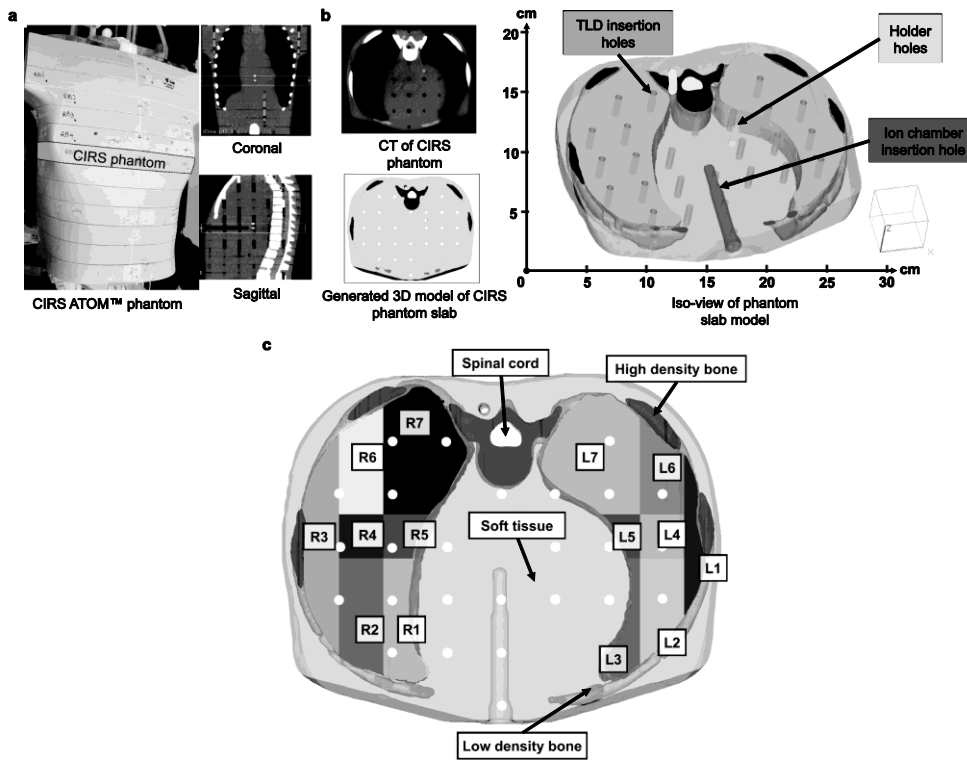 a
CIRS phantom
CIRS ATOM™ phantom
Coronal
Sagittal
b
CT of CIRS
phantom
Generated 3D model of CIRS
phantom slab
cm
20
15
10
5
0
5
10
15
20
25
30
cm
TLD insertion
holes
Holder
holes
Ion chamber
insertion hole
Z
X
Iso-view of phantom
slab model
c
Spinal cord
High density bone
R7
R6
L7
L6
Soft tissue
R3
R4
R5
L5
L4
L1
R2
R1
L2
L3
Low density bone